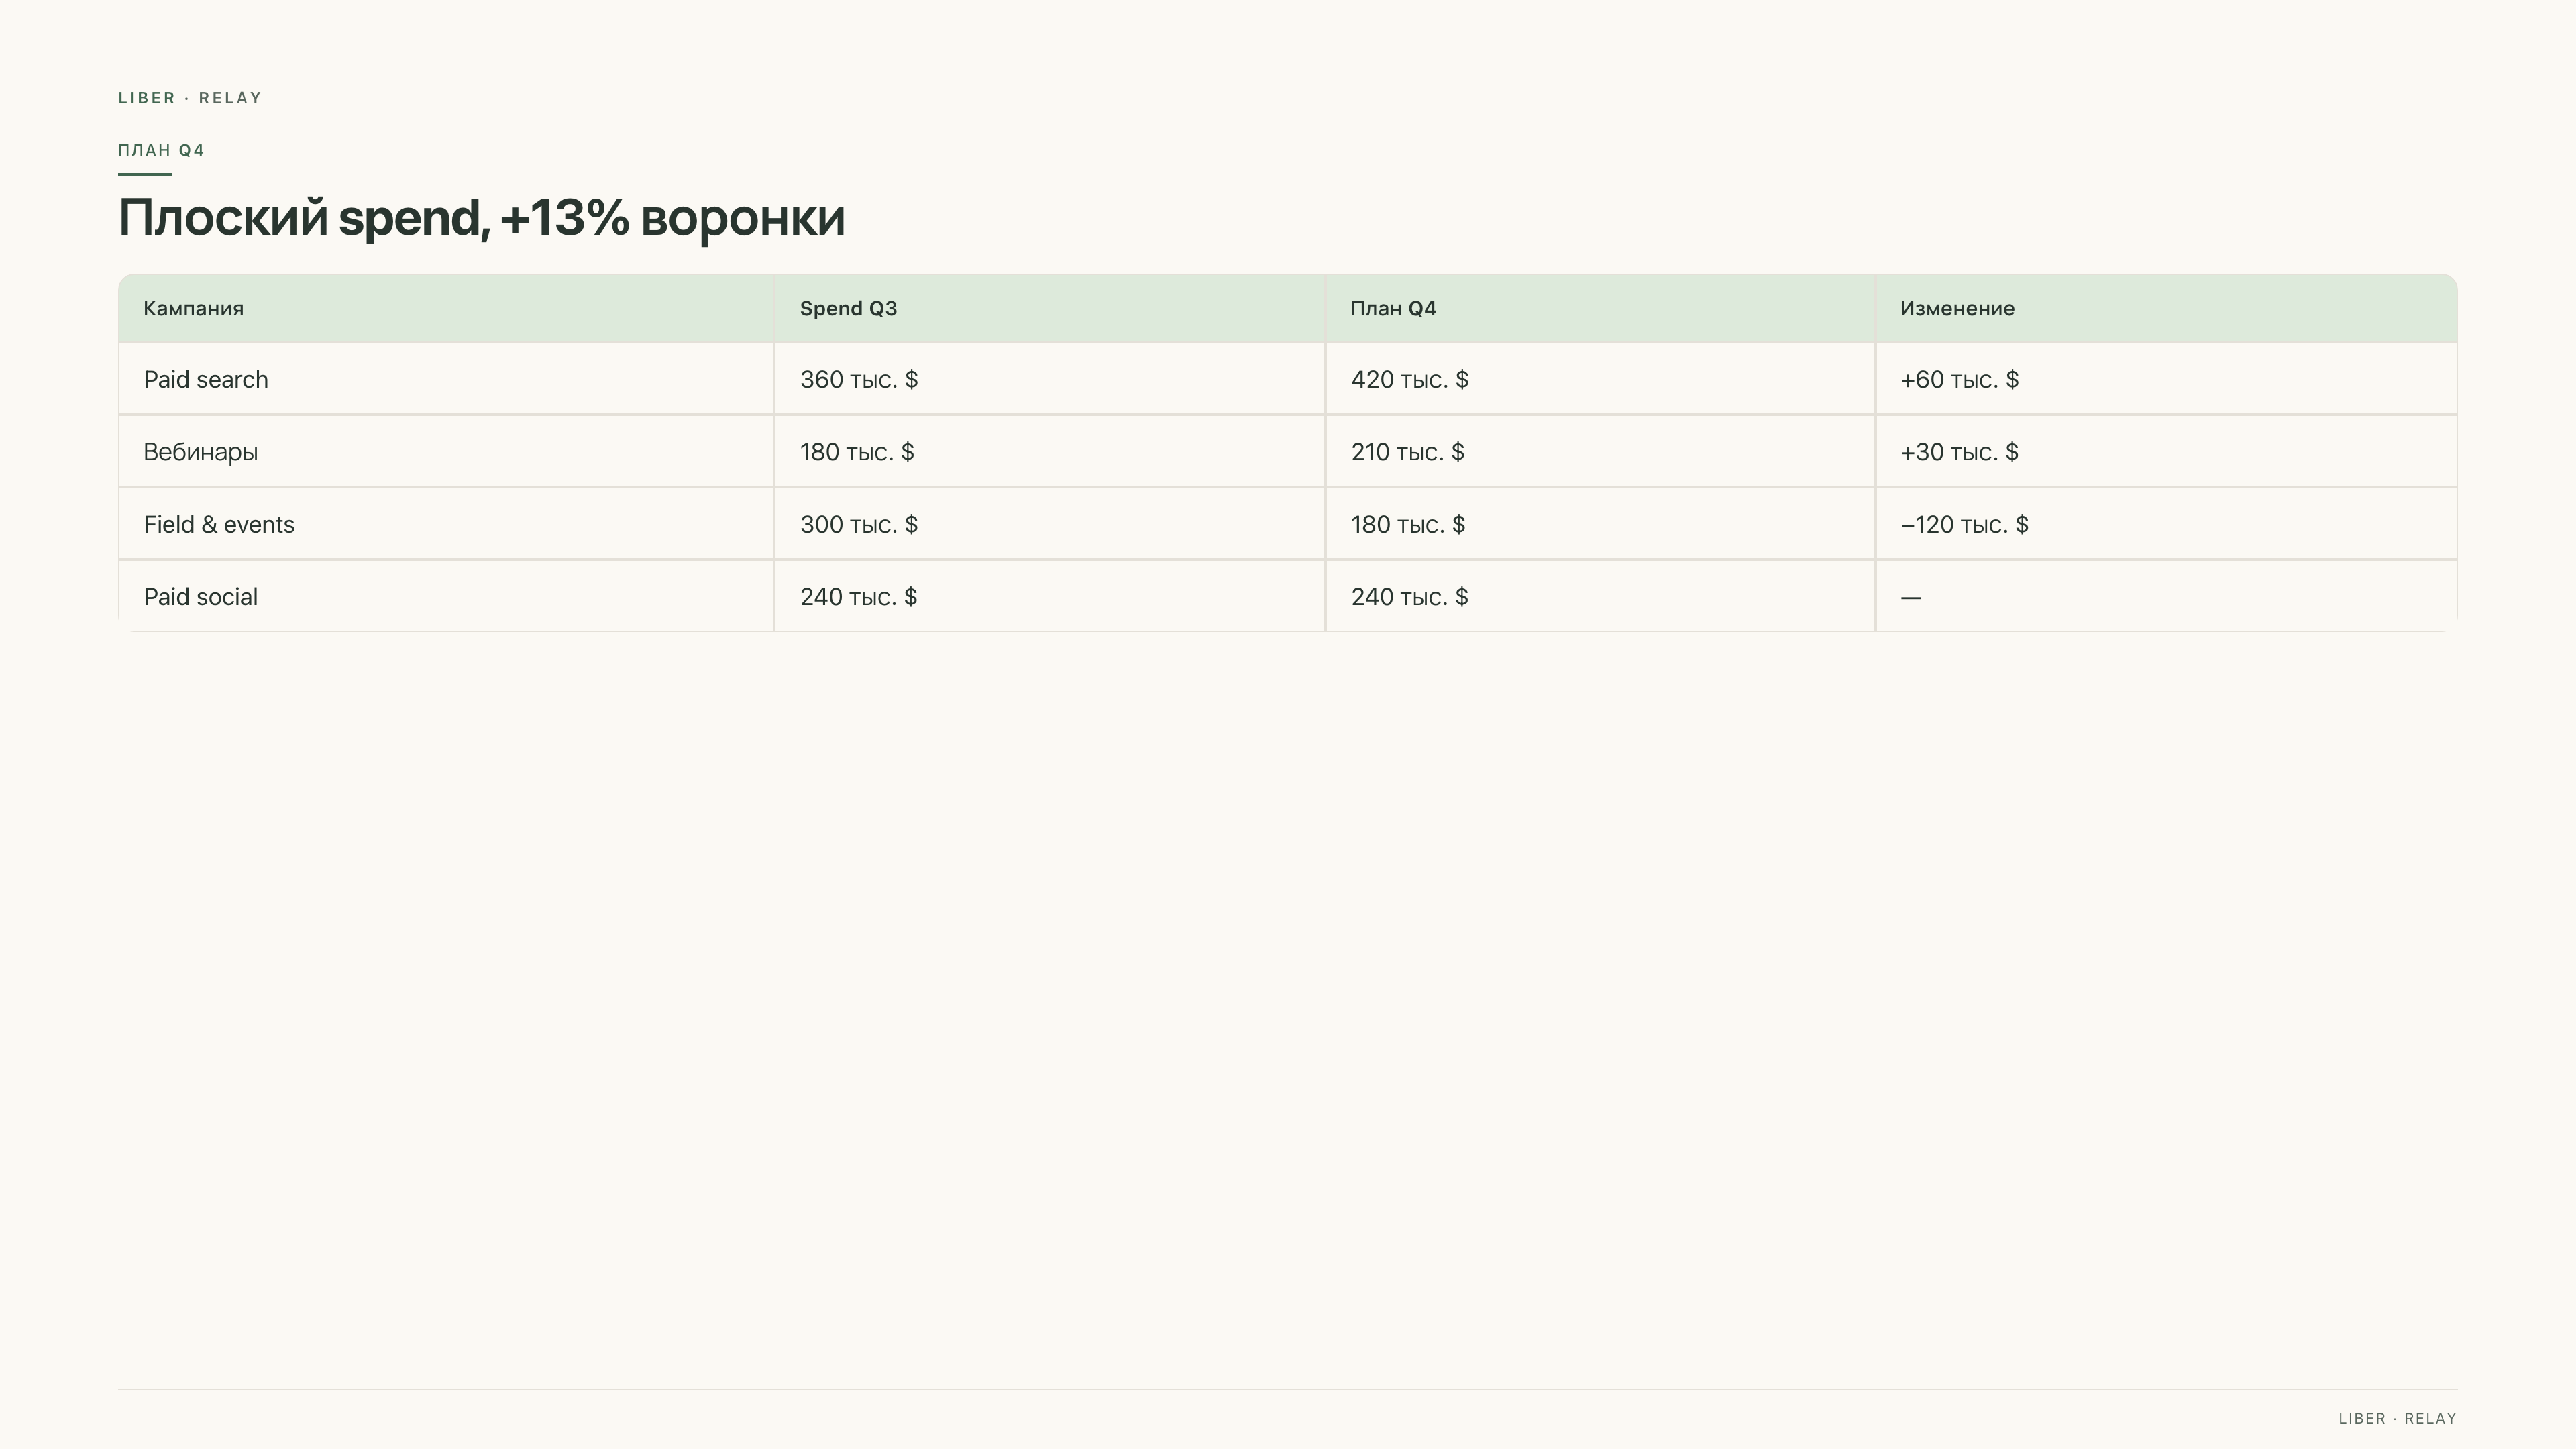 LIBER · RELAY
ПЛАН Q4
Плоский spend, +13% воронки
Кампания Spend Q3 План Q4 Изменение
Paid search 360 тыс. $ 420 тыс. $ +60 тыс. $
Вебинары 180 тыс. $ 210 тыс. $ +30 тыс. $
Field & events 300 тыс. $ 180 тыс. $ −120 тыс. $
Paid social 240 тыс. $ 240 тыс. $ —
LIBER · RELAY